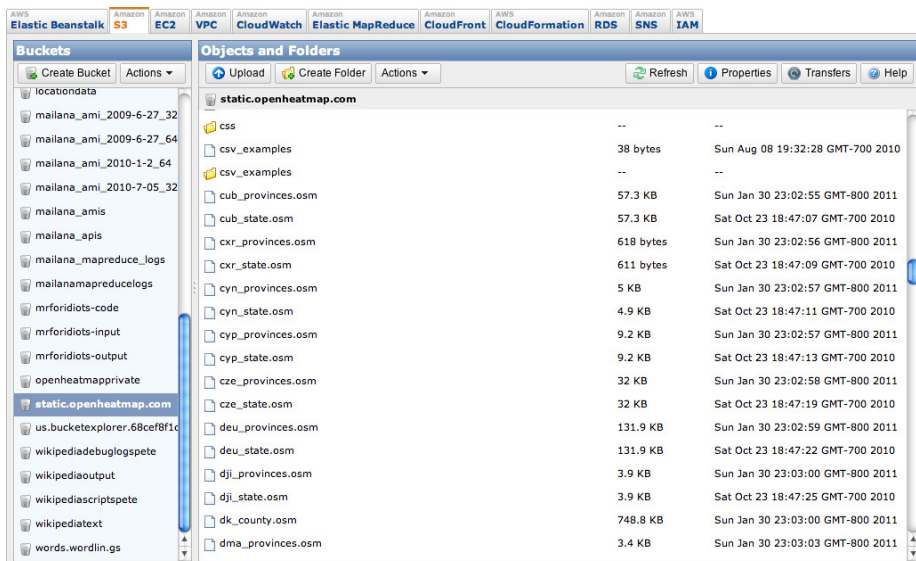 AWS Elastic Beanstalk
Amazon S3
Amazon EC2
Amazon VPC
Amazon CloudWatch
Amazon Elastic MapReduce
Amazon CloudFront
AWS CloudFormation
Amazon RDS
Amazon SNS
AWS IAM
Buckets
Create Bucket Actions
locationdata
mailana_ami_2009-6-27_32
mailana_ami_2009-6-27_64
mailana_ami_2010-1-2_64
mailana_ami_2010-7-05_32
mailana_amis
mailana_apis
mailana_mapreduce_logs
mailanamapreducelogs
mrforidiots-code
mrforidiots-input
mrforidiots-output
openheatmapprivate
static.openheatmap.com
us.bucketexplorer.68cef8f1c
wikipediadebuglogspete
wikipediaoutput
wikipediascriptspete
wikipediatext
words.wordlin.gs
Objects and Folders
Upload Create Folder Actions Refresh Properties Transfers Help
static.openheatmap.com
css -- --
csv_examples 38 bytes Sun Aug 08 19:32:28 GMT-700 2010
csv_examples -- --
cub_provinces.osm 57.3 KB Sun Jan 30 23:02:55 GMT-800 2011
cub_state.osm 57.3 KB Sat Oct 23 18:47:07 GMT-700 2010
cxr_provinces.osm 618 bytes Sun Jan 30 23:02:56 GMT-800 2011
cxr_state.osm 611 bytes Sat Oct 23 18:47:09 GMT-700 2010
cyn_provinces.osm 5 KB Sun Jan 30 23:02:57 GMT-800 2011
cyn_state.osm 4.9 KB Sat Oct 23 18:47:11 GMT-700 2010
cyp_provinces.osm 9.2 KB Sun Jan 30 23:02:57 GMT-800 2011
cyp_state.osm 9.2 KB Sat Oct 23 18:47:13 GMT-700 2010
cze_provinces.osm 32 KB Sun Jan 30 23:02:58 GMT-800 2011
cze_state.osm 32 KB Sat Oct 23 18:47:19 GMT-700 2010
deu_provinces.osm 131.9 KB Sun Jan 30 23:02:59 GMT-800 2011
deu_state.osm 131.9 KB Sat Oct 23 18:47:22 GMT-700 2010
dji_provinces.osm 3.9 KB Sun Jan 30 23:03:00 GMT-800 2011
dji_state.osm 3.9 KB Sat Oct 23 18:47:25 GMT-700 2010
dk_county.osm 748.8 KB Sun Jan 30 23:03:00 GMT-800 2011
dma_provinces.osm 3.4 KB Sun Jan 30 23:03:03 GMT-800 2011